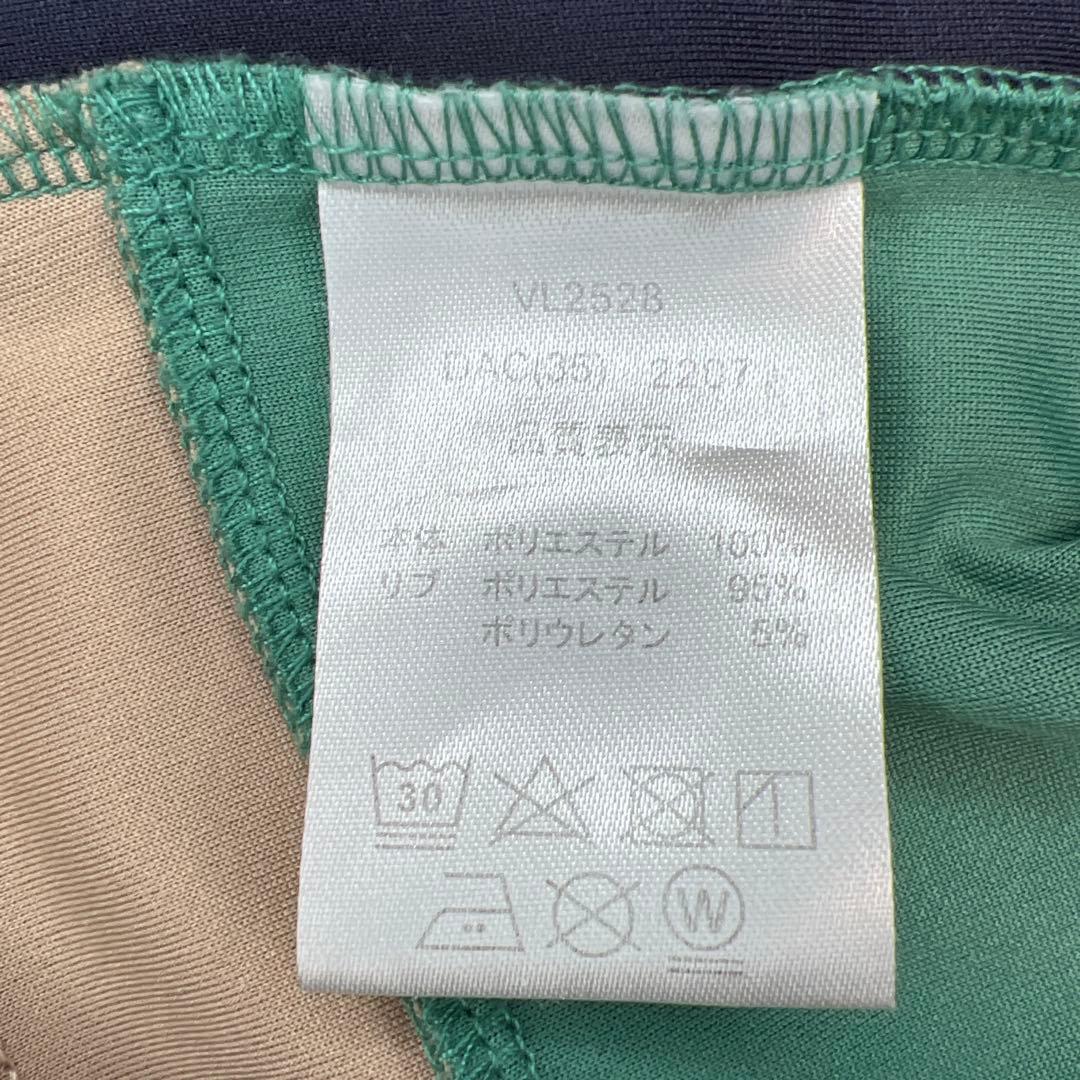 VL2528
DAC(35) 2207
品質表示
本体 ポリエステル 100%
リブ ポリエステル 95%
ポリウレタン 5%
30
W